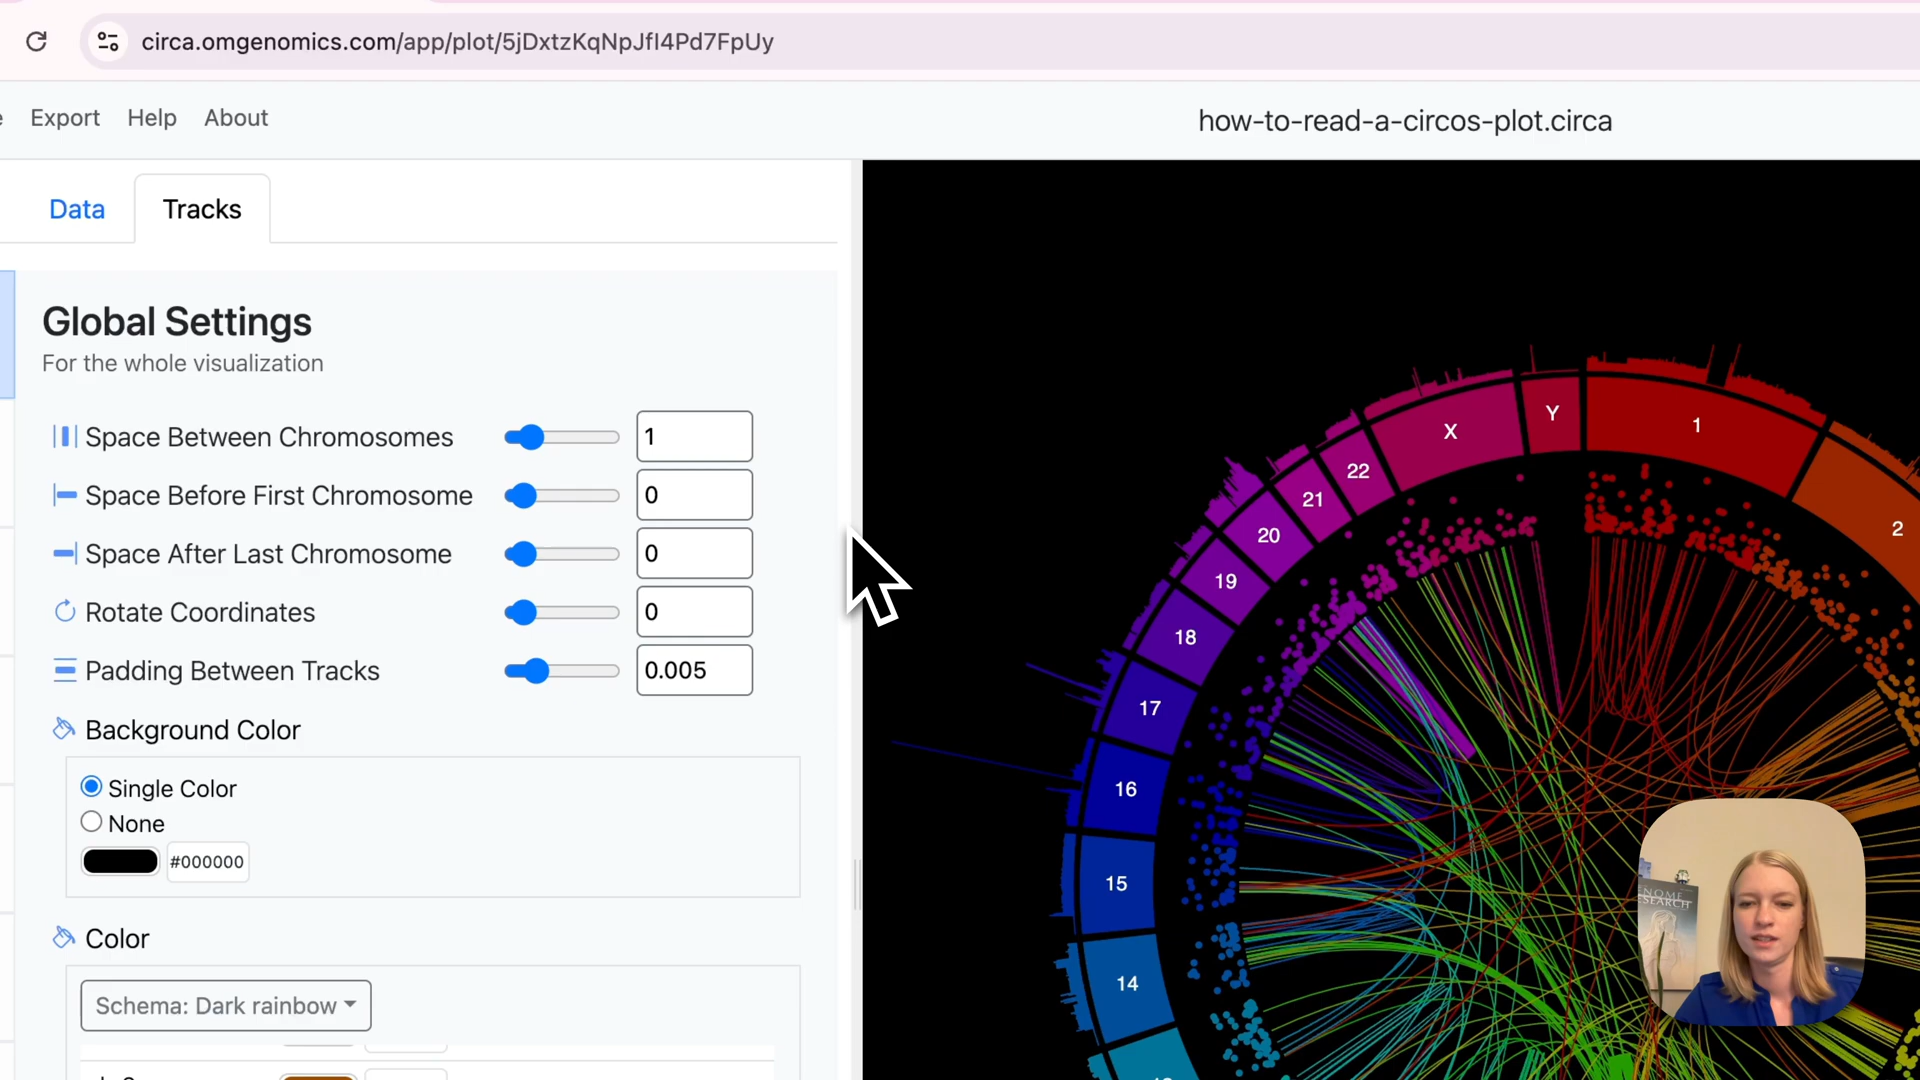 circa.omgenomics.com/app/plot/5jDxtzKqNpJfI4Pd7FpUy
Export Help About
how-to-read-a-circos-plot.circa
Data Tracks
Global Settings
For the whole visualization
Space Between Chromosomes 1
Space Before First Chromosome 0
Space After Last Chromosome 0
Rotate Coordinates 0
Padding Between Tracks 0.005
Background Color
Single Color
None
#000000
Color
Schema: Dark rainbow
Y
1
X
22
21
2
20
19
18
17
16
15
14